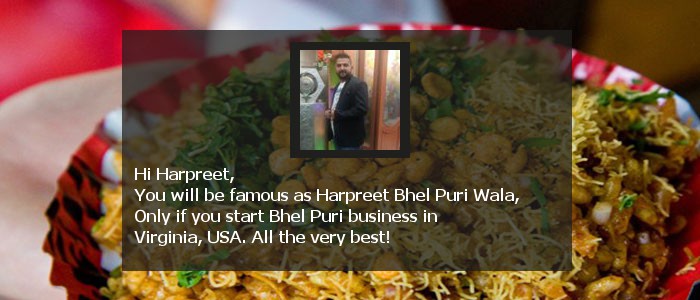 Hi Harpreet,
You will be famous as Harpreet Bhel Puri Wala,
Only if you start Bhel Puri business in
Virginia, USA. All the very best!